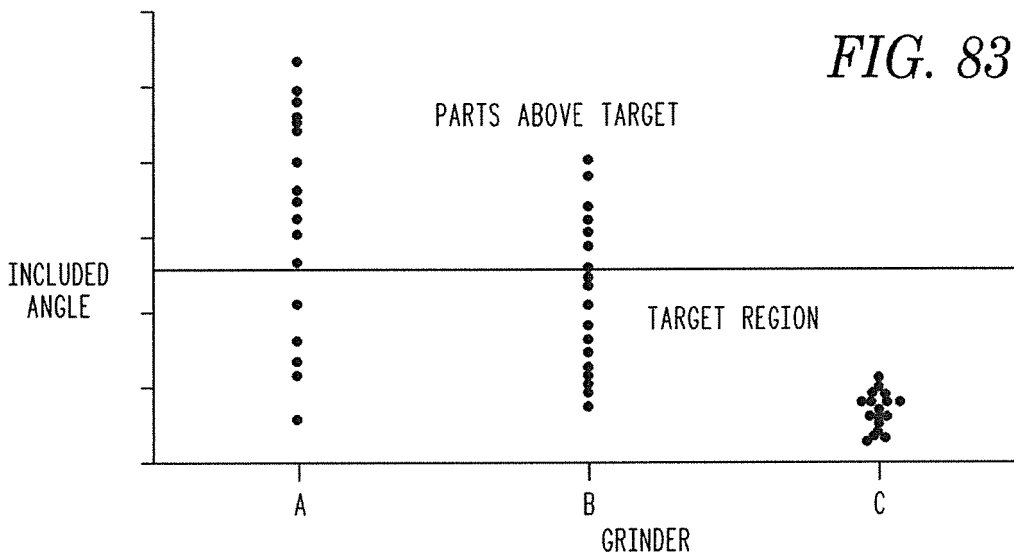 FIG. 83
PARTS ABOVE TARGET
INCLUDED
ANGLE
TARGET REGION
A
B
C
GRINDER